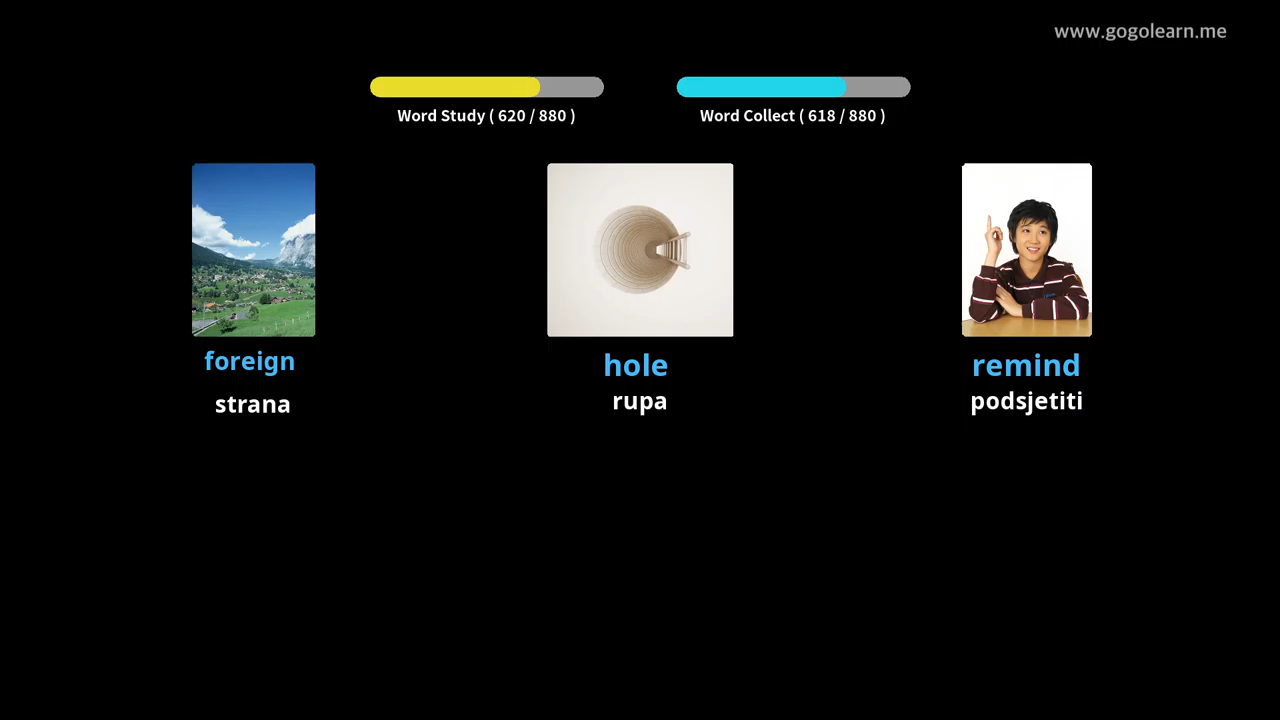 www.gogolearn.me
Word Study ( 620 / 880 )
Word Collect ( 618 / 880 )
foreign
strana
hole
rupa
remind
podsjetiti